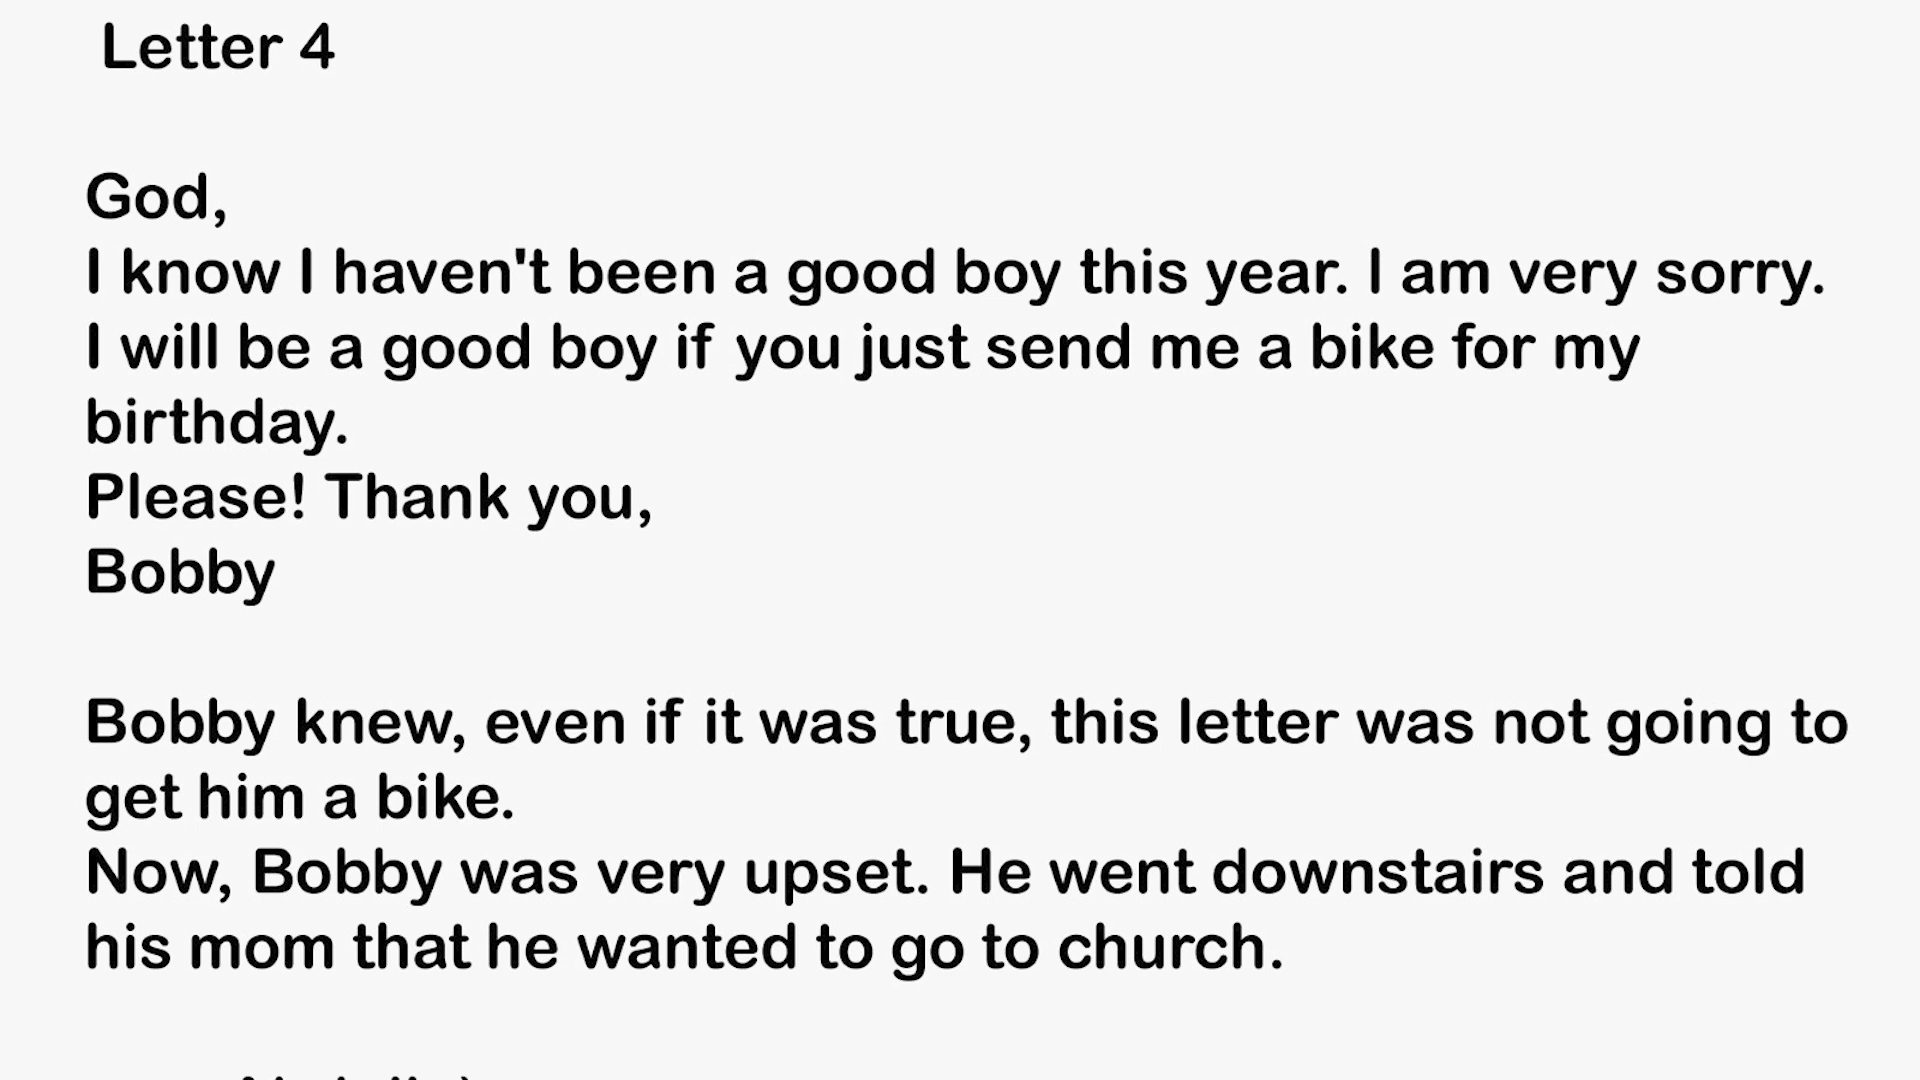 Letter 4
God,
I know I haven't been a good boy this year. I am very sorry.
I will be a good boy if you just send me a bike for my
birthday.
Please! Thank you,
Bobby
Bobby knew, even if it was true, this letter was not going to
get him a bike.
Now, Bobby was very upset. He went downstairs and told
his mom that he wanted to go to church.